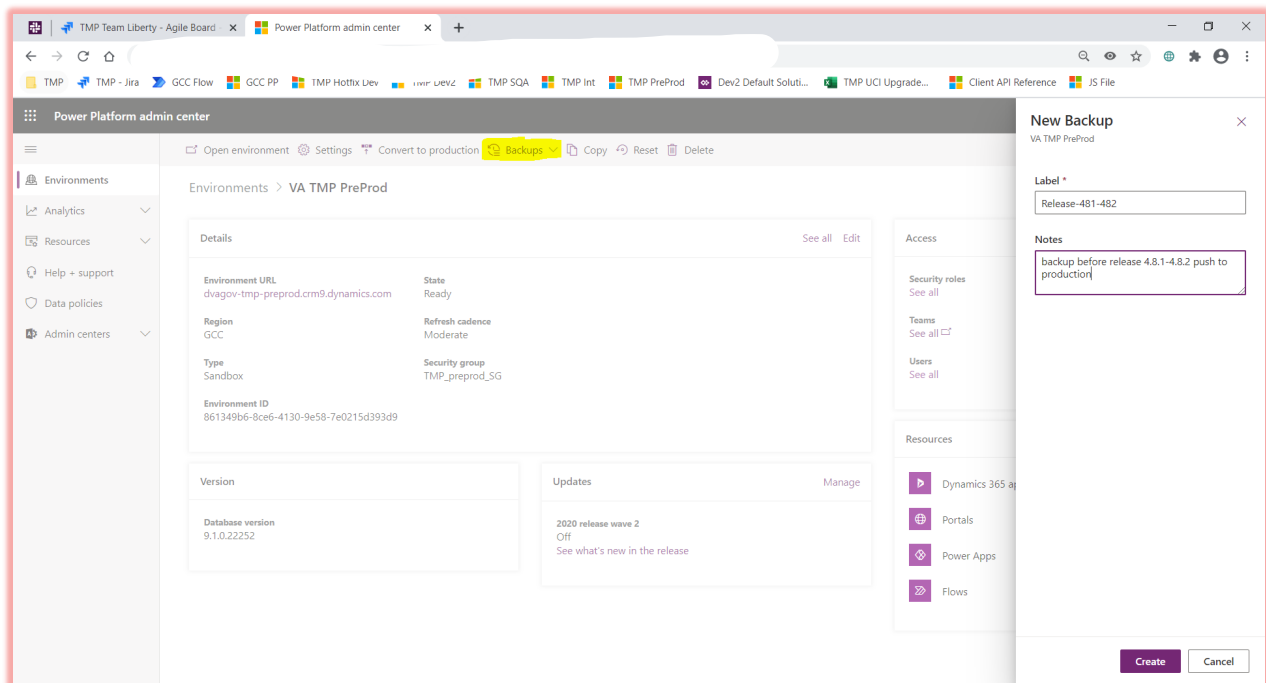 TMP Team Liberty - Agile Board -
Power Platform admin center
TMP
TMP - Jira
GCC Flow
GCC PP
TMP Hotfix Dev
TMP Dev2
TMP SQA
TMP Int
TMP PreProd
Dev2 Default Soluti...
TMP UCI Upgrade...
Client API Reference
JS File
Power Platform admin center
Open environment
Settings
Convert to production
Backups
Copy
Reset
Delete
Environments
Analytics
Resources
Help + support
Data policies
Admin centers
Environments > VA TMP PreProd
Details
See all
Edit
Environment URL
dvagov-tmp-preprod.crm9.dynamics.com
State
Ready
Region
GCC
Refresh cadence
Moderate
Type
Sandbox
Security group
TMP_preprod_SG
Environment ID
861349b6-8ce6-4130-9e58-7e0215d393d9
Version
Database version
9.1.0.22252
Updates
Manage
2020 release wave 2
Off
See what's new in the release
Access
Security roles
See all
Teams
See all
Users
See all
Resources
Dynamics 365 ap
Portals
Power Apps
Flows
New Backup
VA TMP PreProd
Label *
Release-481-482
Notes
backup before release 4.8.1-4.8.2 push to
production
Create
Cancel